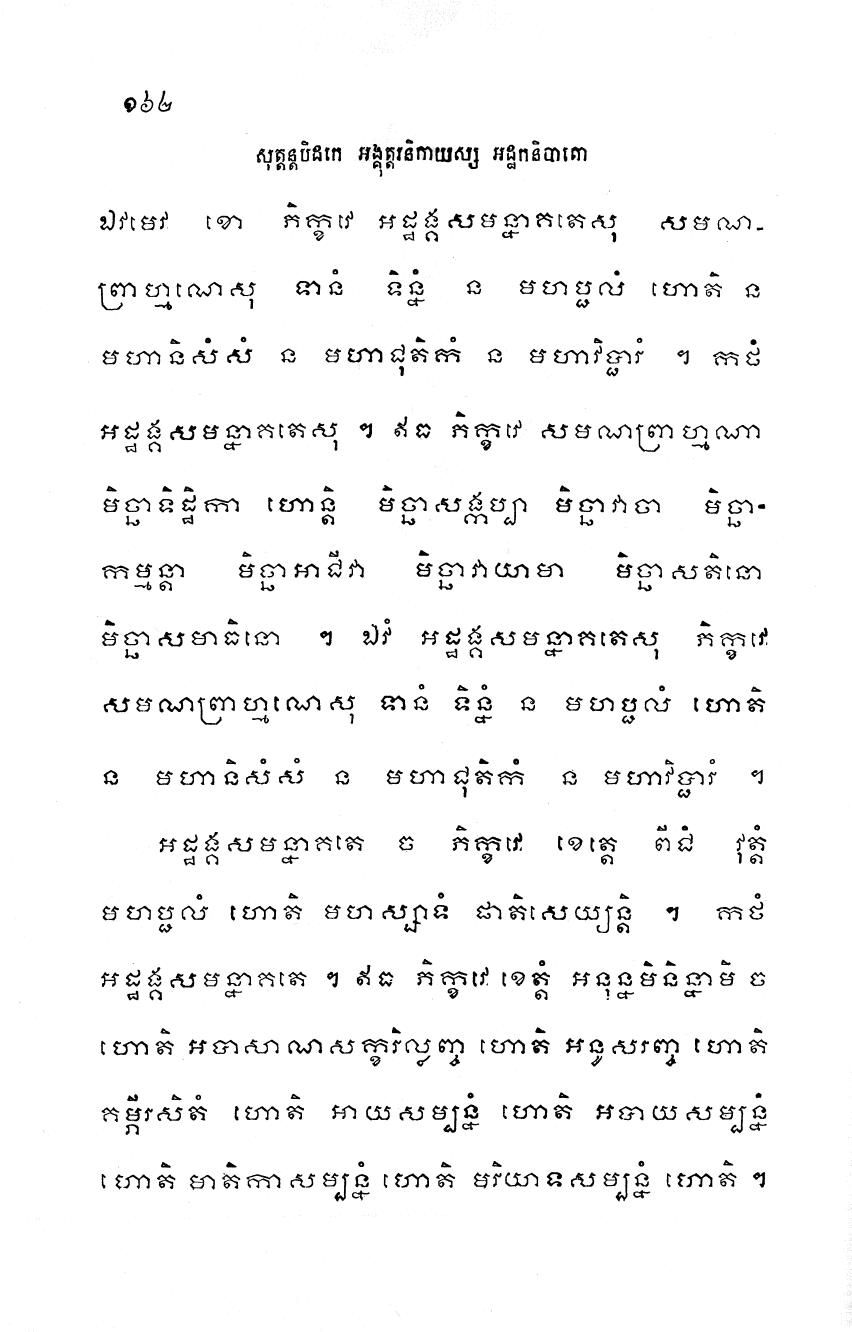 ១៦៤
សុត្តន្តបិដកេ អង្គុត្តរនិកាយស្ស អដ្ឋកនិបាតោ
ឯវមេវ ខោ ភិក្ខវេ អដ្ឋង្គសមន្នាគតេសុ សមណ-
ព្រាហ្មណេសុ ទានំ ទិន្នំ ន មហប្ផលំ ហោតិ ន
មហានិសំសំ ន មហាជុតិកំ ន មហាវិប្ផារំ ។ កថំ
អដ្ឋង្គសមន្នាគតេសុ ។ ឥធ ភិក្ខវេ សមណព្រាហ្មណា
មិច្ឆាទិដ្ឋិកា ហោន្តិ មិច្ឆាសង្កប្បា មិច្ឆាវាចា មិច្ឆា-
កម្មន្តា មិច្ឆាអាជីវា មិច្ឆាវាយាមា មិច្ឆាសតិនោ
មិច្ឆាសមាធិនោ ។ ឯវំ អដ្ឋង្គសមន្នាគតេសុ ភិក្ខវេ
សមណព្រាហ្មណេសុ ទានំ ទិន្នំ ន មហប្ផលំ ហោតិ
ន មហានិសំសំ ន មហាជុតិកំ ន មហាវិប្ផារំ ។
អដ្ឋង្គសមន្នាគតេ ច ភិក្ខវេ ខេត្តេ ពីជំ វុត្តំ
មហប្ផលំ ហោតិ មហស្សាទំ ផាតិសេយ្យន្តិ ។ កថំ
អដ្ឋង្គសមន្នាគតេ ។ ឥធ ភិក្ខវេ ខេត្តំ អនុន្នមិនិន្នាមិ ច
ហោតិ អបាសាណសក្ខរិល្លញ្ច ហោតិ អនូសរញ្ច ហោតិ
គម្ភីរសិតំ ហោតិ អាយសម្បន្នំ ហោតិ អបាយសម្បន្នំ
ហោតិ មាតិកាសម្បន្នំ ហោតិ មរិយាទសម្បន្នំ ហោតិ ។